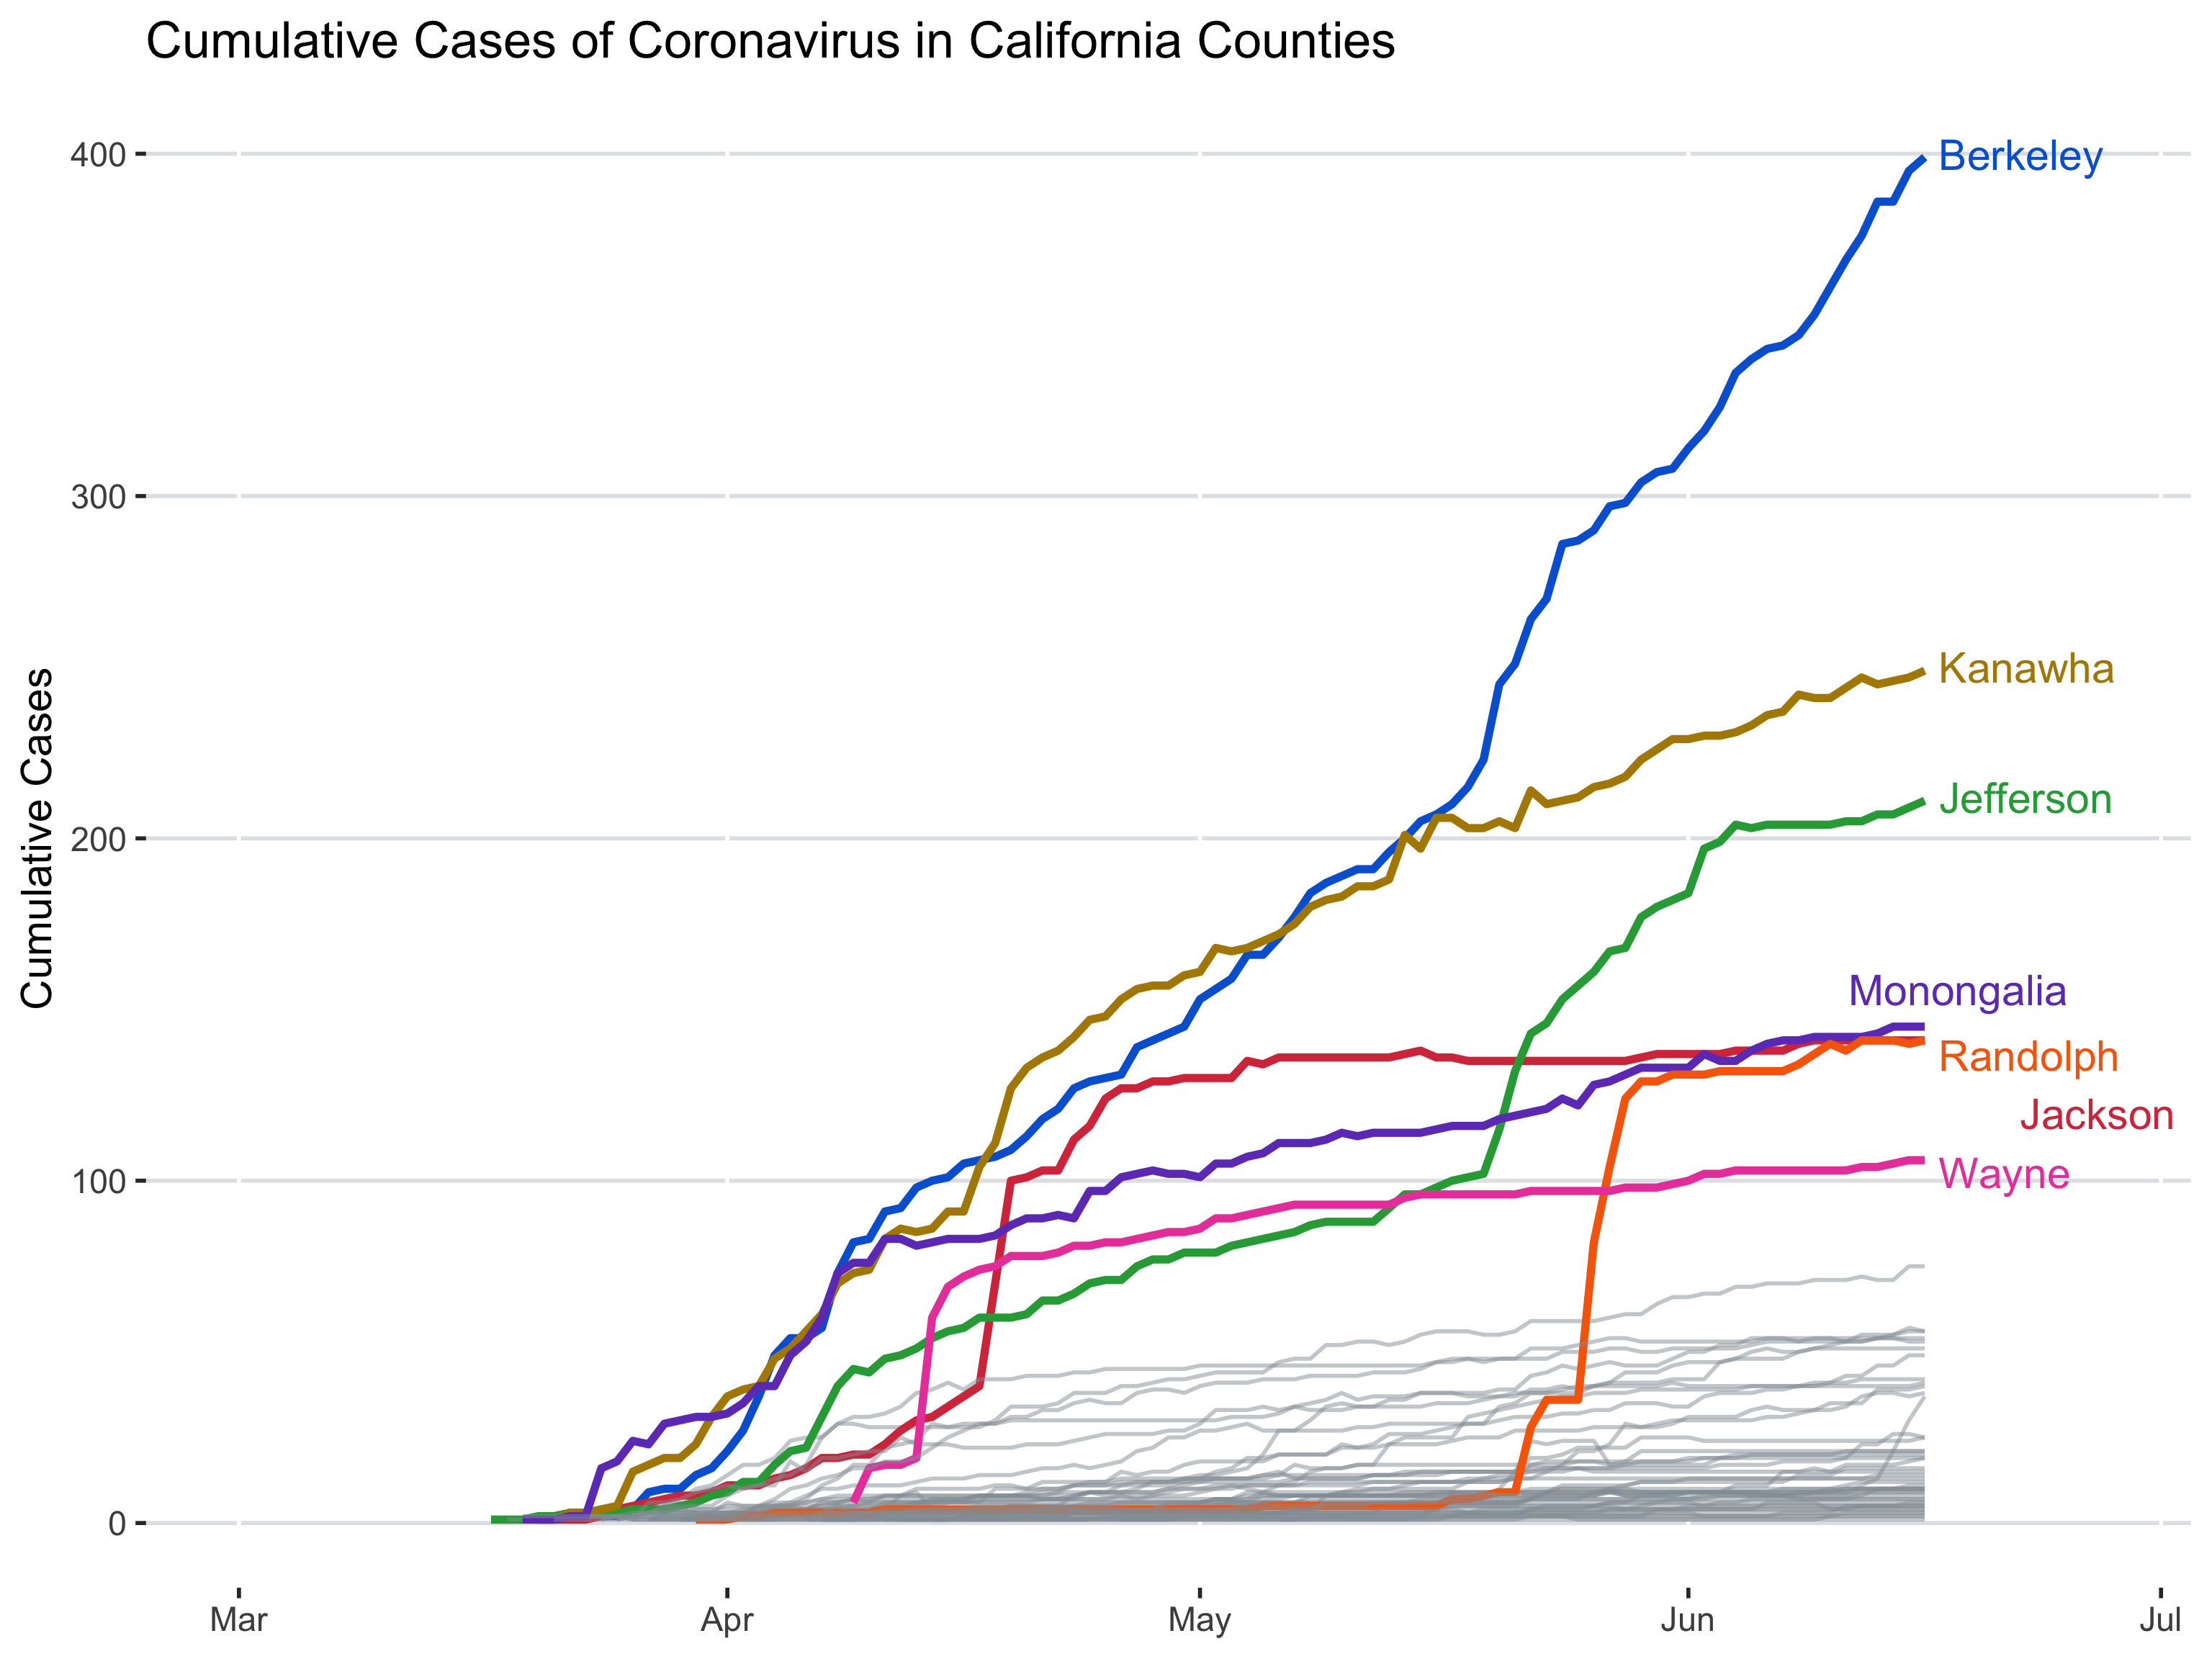 Cumulative Cases of Coronavirus in California Counties
400
Berkeley
300
Kanawha
Jefferson
200
Monongalia
Randolph
Jackson
Wayne
100
0
Cumulative Cases
Mar
Apr
May
Jun
Jul